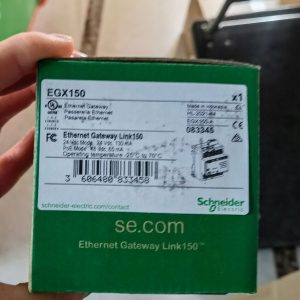 EGX150
x1
Ethernet Gateway
Passerelle Ethernet
Pasarela Ethernet
Made in Indonesia
083345
Ethernet Gateway Link150
24 Vdc Mode: 24 Vdc, 130 mA
PoE Mode: 48 Vdc, 65 mA
Operating temperature: -25°C to 70°C
3 606480 833458
schneider-electric.com/contact
Schneider
Electric
se.com
Ethernet Gateway Link150™